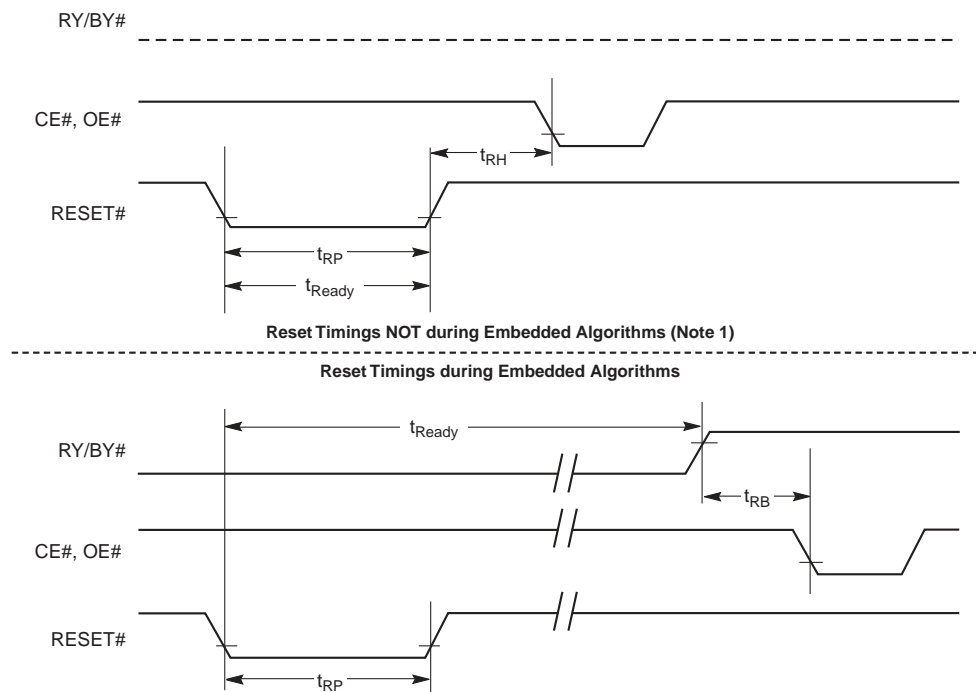 RY/BY#
CE#, OE#
tRH
RESET#
tRP
tReady
Reset Timings NOT during Embedded Algorithms (Note 1)
Reset Timings during Embedded Algorithms
tReady
RY/BY#
tRB
CE#, OE#
RESET#
tRP